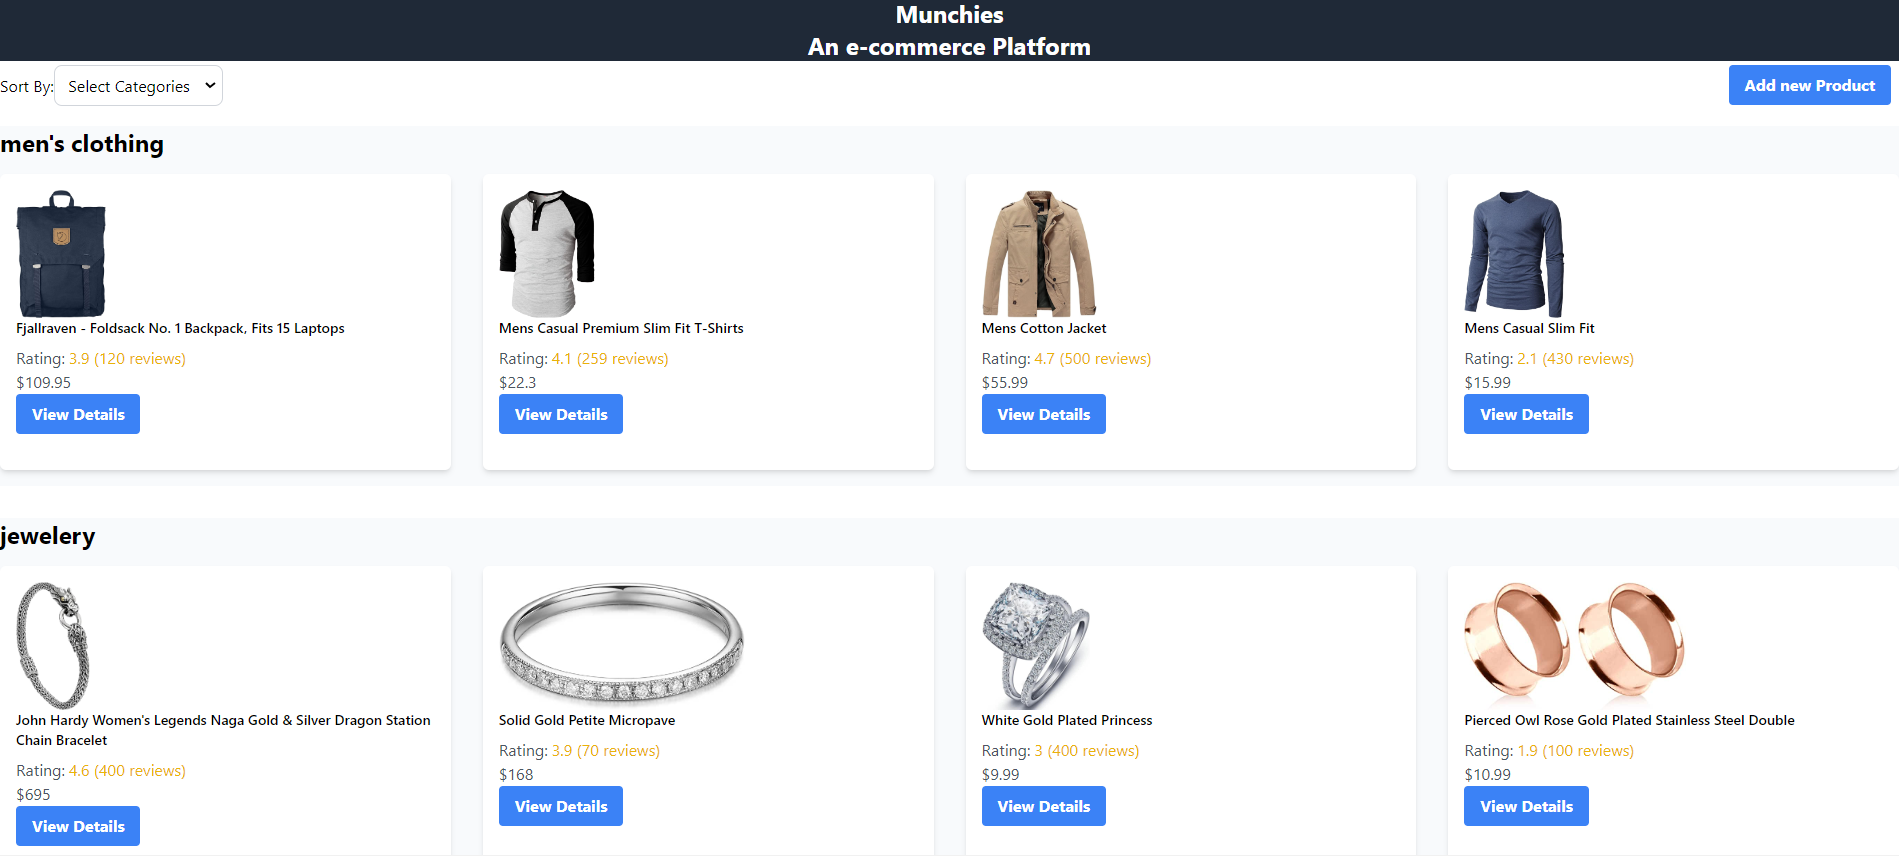 Munchies
An e-commerce Platform
Sort By: Select Categories
Add new Product
men's clothing
Fjallraven - Foldsack No. 1 Backpack, Fits 15 Laptops
Rating: 3.9 (120 reviews)
$109.95
View Details
Mens Casual Premium Slim Fit T-Shirts
Rating: 4.1 (259 reviews)
$22.3
View Details
Mens Cotton Jacket
Rating: 4.7 (500 reviews)
$55.99
View Details
Mens Casual Slim Fit
Rating: 2.1 (430 reviews)
$15.99
View Details
jewelery
John Hardy Women's Legends Naga Gold & Silver Dragon Station
Chain Bracelet
Rating: 4.6 (400 reviews)
$695
View Details
Solid Gold Petite Micropave
Rating: 3.9 (70 reviews)
$168
View Details
White Gold Plated Princess
Rating: 3 (400 reviews)
$9.99
View Details
Pierced Owl Rose Gold Plated Stainless Steel Double
Rating: 1.9 (100 reviews)
$10.99
View Details